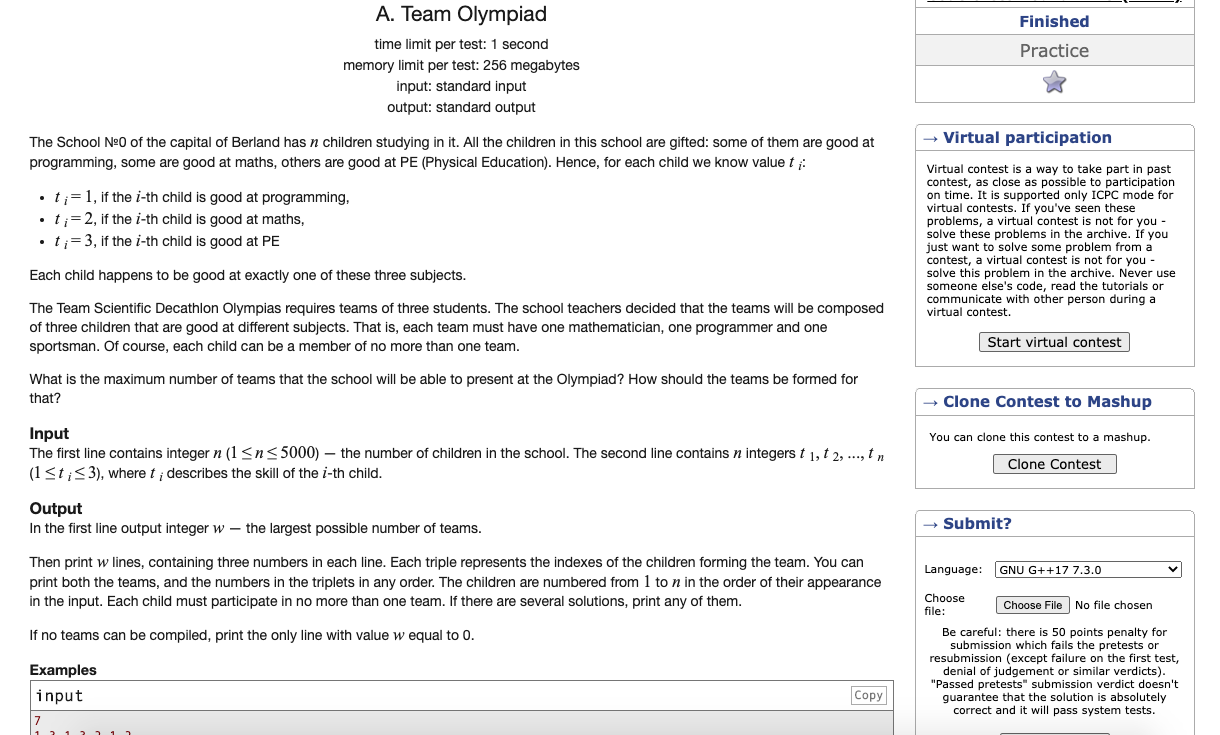 A. Team Olympiad
time limit per test: 1 second
memory limit per test: 256 megabytes
input: standard input
output: standard output
The School №0 of the capital of Berland has n children studying in it. All the children in this school are gifted: some of them are good at
programming, some are good at maths, others are good at PE (Physical Education). Hence, for each child we know value t i:
• t i = 1, if the i-th child is good at programming,
• t i = 2, if the i-th child is good at maths,
• t i = 3, if the i-th child is good at PE
Each child happens to be good at exactly one of these three subjects.
The Team Scientific Decathlon Olympias requires teams of three students. The school teachers decided that the teams will be composed
of three children that are good at different subjects. That is, each team must have one mathematician, one programmer and one
sportsman. Of course, each child can be a member of no more than one team.
What is the maximum number of teams that the school will be able to present at the Olympiad? How should the teams be formed for
that?
Input
The first line contains integer n (1 ≤ n ≤ 5000) — the number of children in the school. The second line contains n integers t 1, t 2, ..., t n
(1 ≤ t i ≤ 3), where t i describes the skill of the i-th child.
Output
In the first line output integer w — the largest possible number of teams.
Then print w lines, containing three numbers in each line. Each triple represents the indexes of the children forming the team. You can
print both the teams, and the numbers in the triplets in any order. The children are numbered from 1 to n in the order of their appearance
in the input. Each child must participate in no more than one team. If there are several solutions, print any of them.
If no teams can be compiled, print the only line with value w equal to 0.
Examples
input
Copy
7
Finished
Practice
→ Virtual participation
Virtual contest is a way to take part in past
contest, as close as possible to participation
on time. It is supported only ICPC mode for
virtual contests. If you've seen these
problems, a virtual contest is not for you -
solve these problems in the archive. If you
just want to solve some problem from a
contest, a virtual contest is not for you -
solve this problem in the archive. Never use
someone else's code, read the tutorials or
communicate with other person during a
virtual contest.
Start virtual contest
→ Clone Contest to Mashup
You can clone this contest to a mashup.
Clone Contest
→ Submit?
Language: GNU G++17 7.3.0
Choose
file:
Choose File No file chosen
Be careful: there is 50 points penalty for
submission which fails the pretests or
resubmission (except failure on the first test,
denial of judgement or similar verdicts).
"Passed pretests" submission verdict doesn't
guarantee that the solution is absolutely
correct and it will pass system tests.